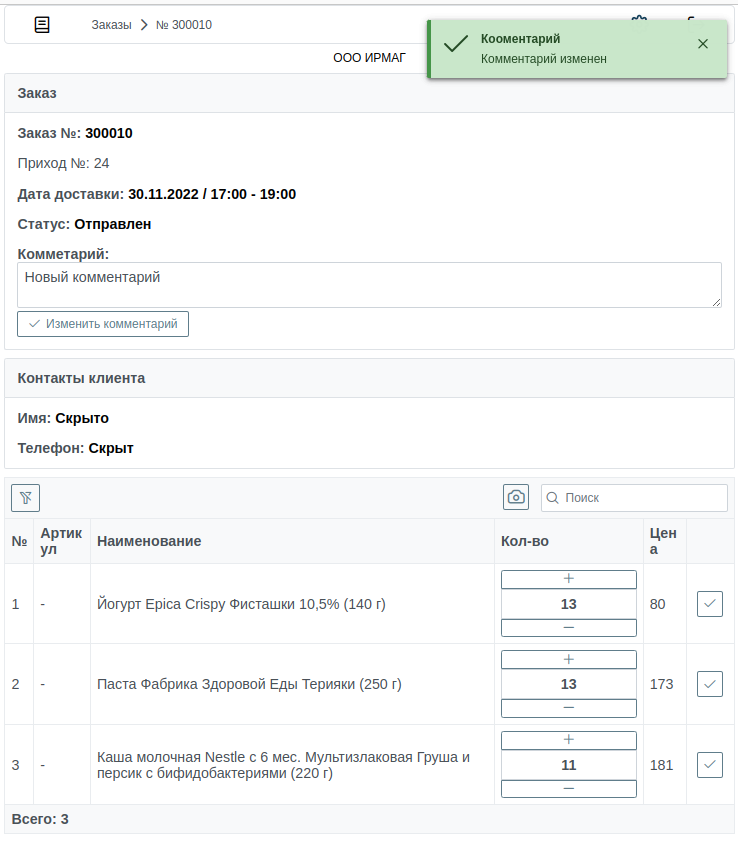 Заказы > № 300010
Кооментарий
Комментарий изменен
ООО ИРМАГ
Заказ
Заказ №: 300010
Приход №: 24
Дата доставки: 30.11.2022 / 17:00 - 19:00
Статус: Отправлен
Комметарий:
Новый комментарий
Изменить комментарий
Контакты клиента
Имя: Скрыто
Телефон: Скрыт
Поиск
№ Артикул Наименование Кол-во Цена
1 - Йогурт Epica Crispy Фисташки 10,5% (140 г) 13 80
2 - Паста Фабрика Здоровой Еды Терияки (250 г) 13 173
3 - Каша молочная Nestle с 6 мес. Мультизлаковая Груша и
персик с бифидобактериями (220 г) 11 181
Всего: 3